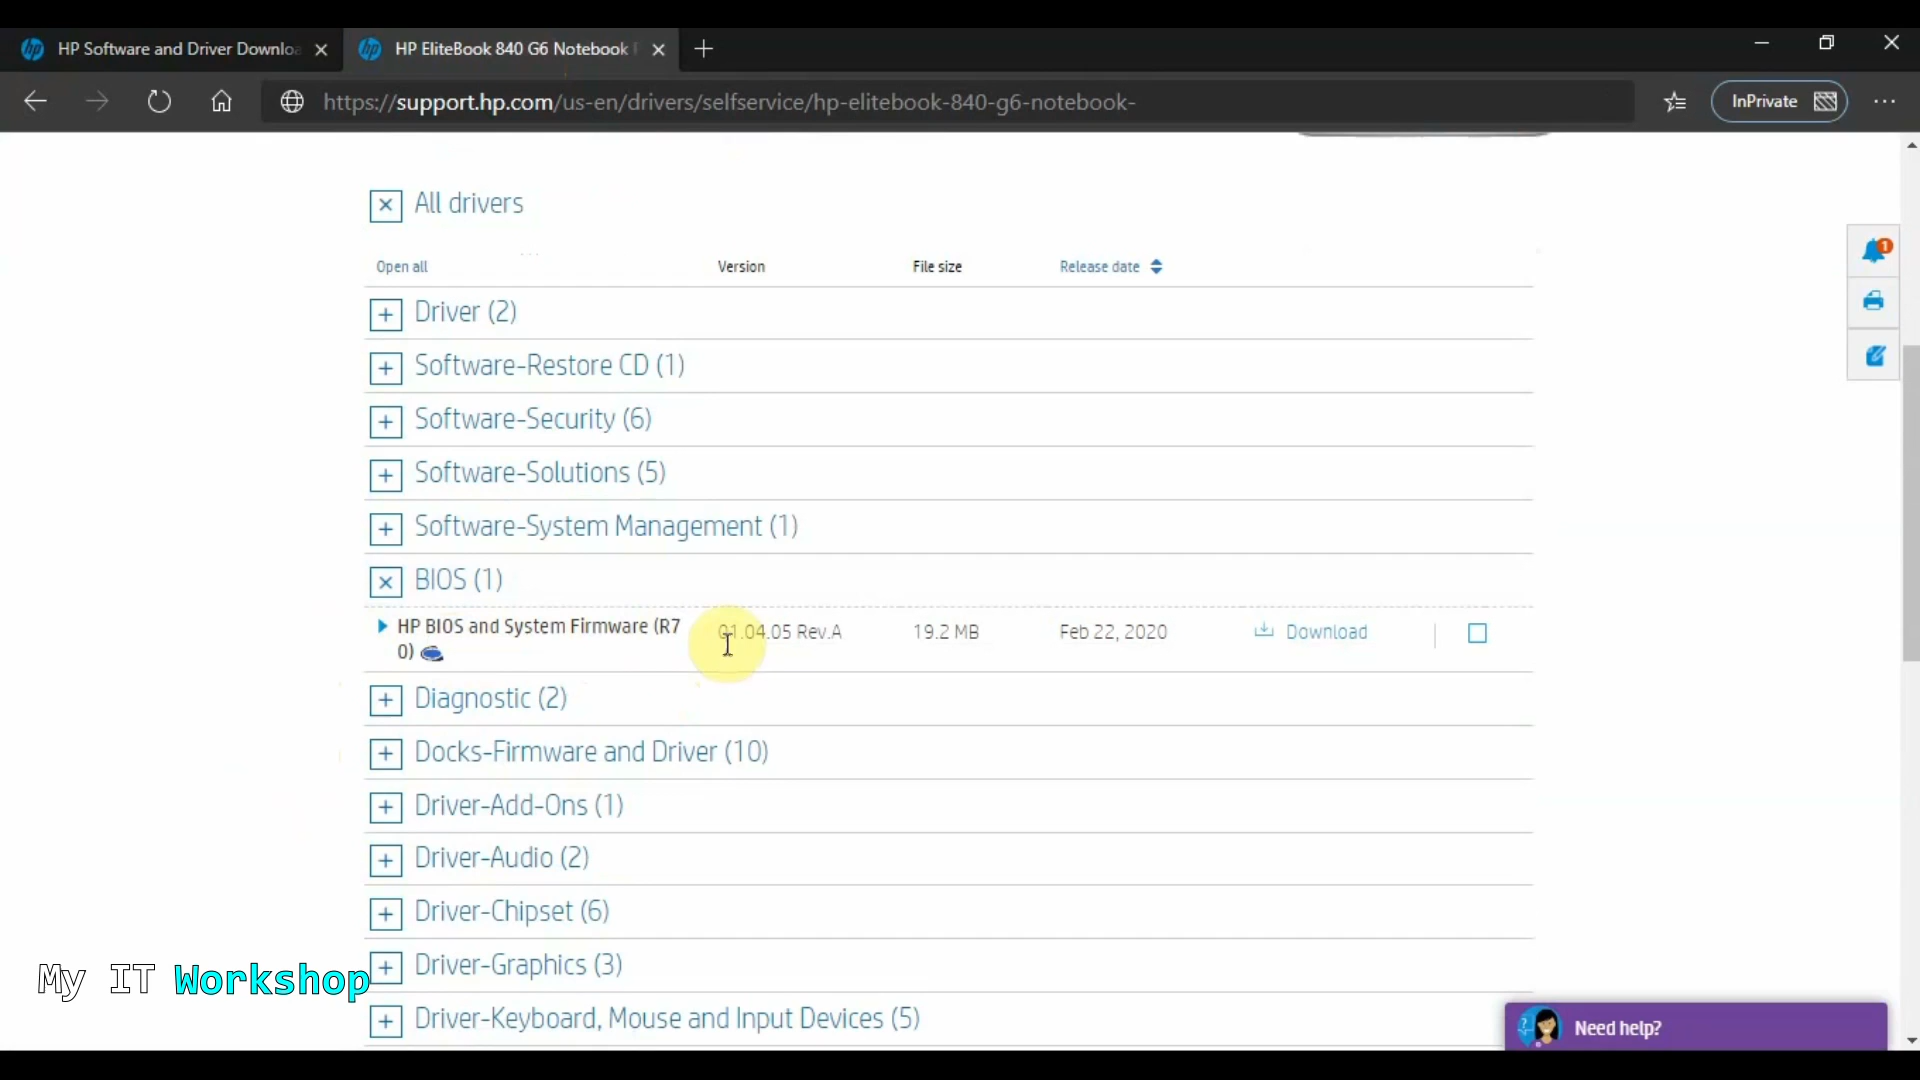 HP Software and Driver Downloa
HP EliteBook 840 G6 Notebook
https://support.hp.com/us-en/drivers/selfservice/hp-elitebook-840-g6-notebook-
InPrivate
All drivers
Open all Version File size Release date
Driver (2)
Software-Restore CD (1)
Software-Security (6)
Software-Solutions (5)
Software-System Management (1)
BIOS (1)
HP BIOS and System Firmware (R7
0)
01.04.05 Rev.A 19.2 MB Feb 22, 2020 Download
Diagnostic (2)
Docks-Firmware and Driver (10)
Driver-Add-Ons (1)
Driver-Audio (2)
Driver-Chipset (6)
Driver-Graphics (3)
Driver-Keyboard, Mouse and Input Devices (5)
1
My IT Workshop
Need help?